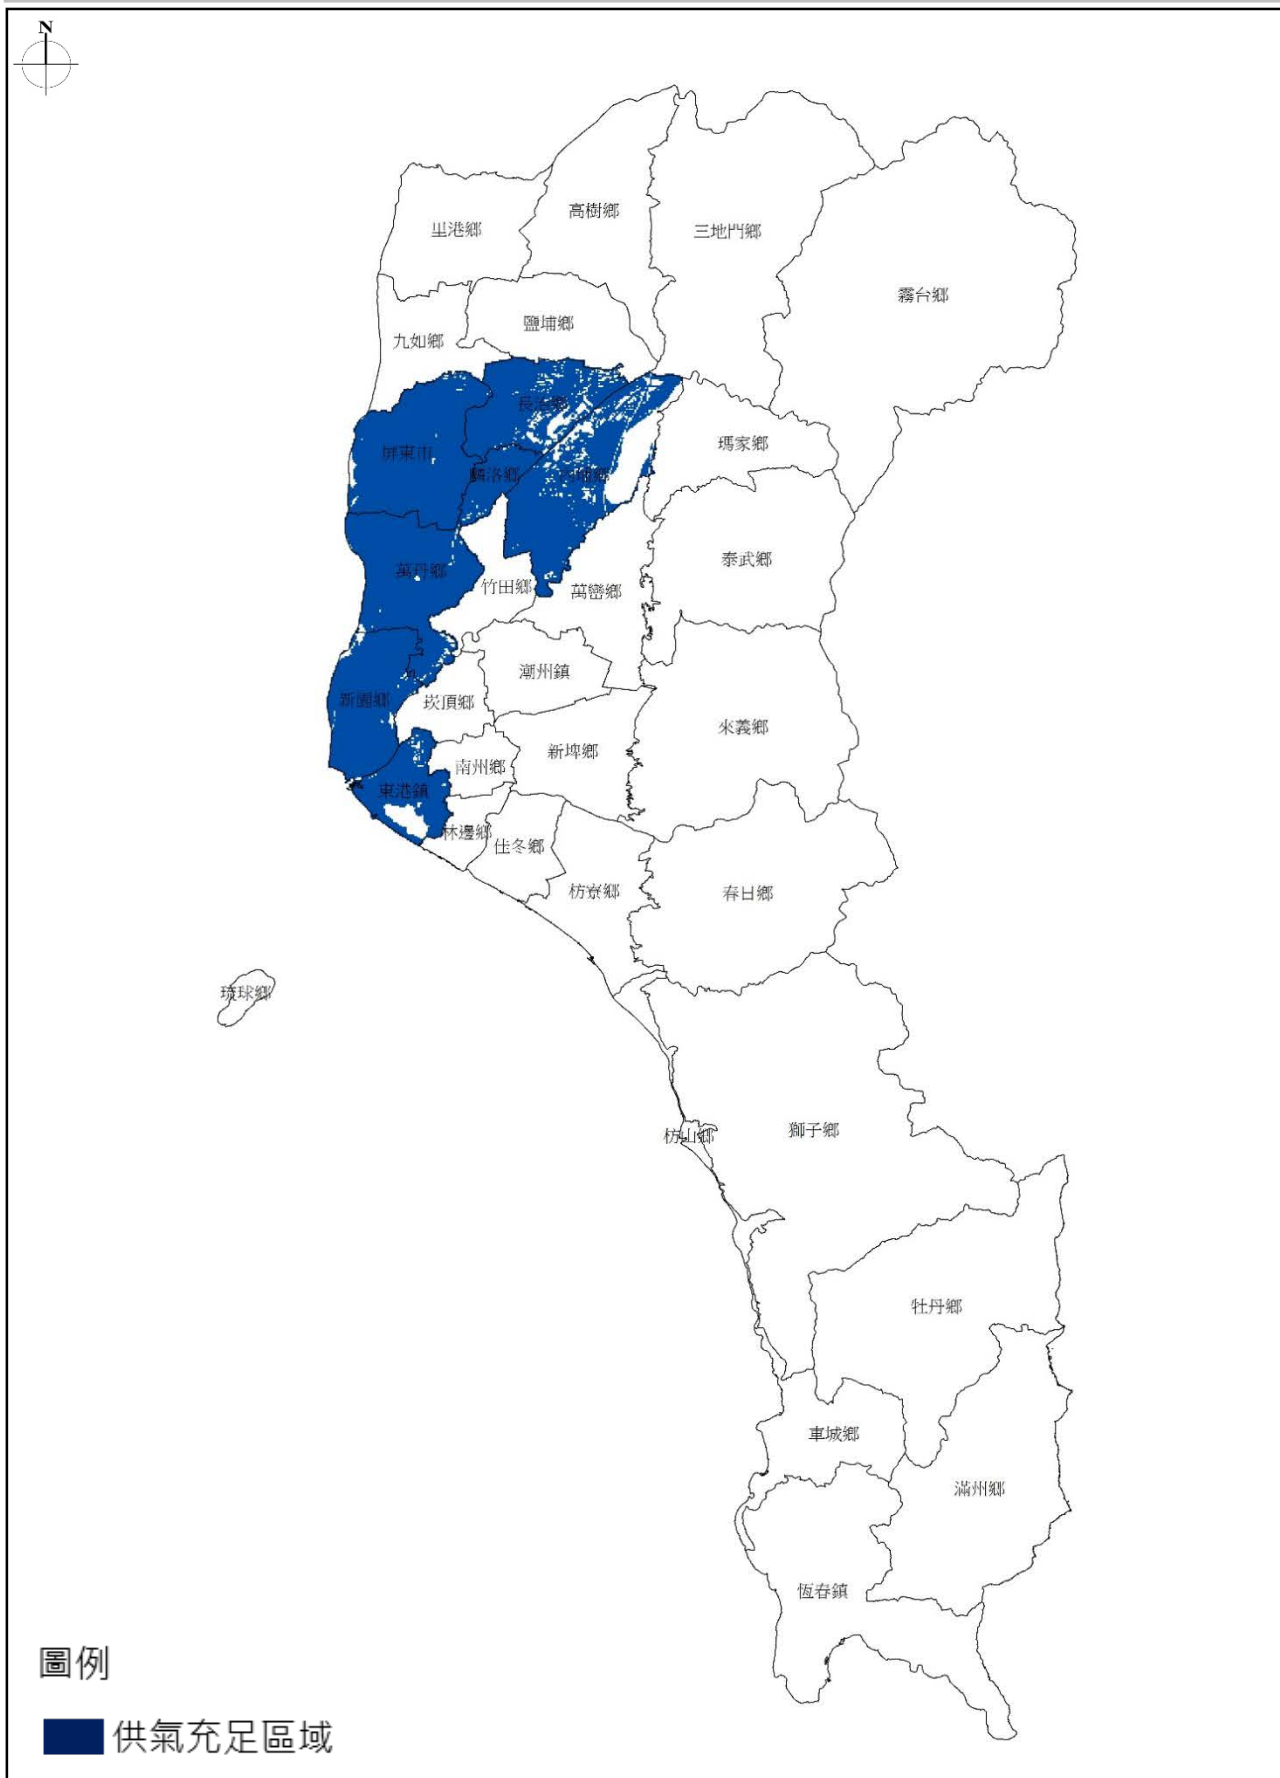 N
高樹鄉
里港鄉
三地門鄉
霧台鄉
鹽埔鄉
九如鄉
長治鄉
瑪家鄉
屏東市
麟洛鄉
內埔鄉
泰武鄉
萬丹鄉
竹田鄉
萬巒鄉
潮州鎮
新園鄉
崁頂鄉
來義鄉
新埤鄉
南州鄉
東港鎮
林邊鄉
佳冬鄉
枋寮鄉
春日鄉
琉球鄉
獅子鄉
枋山鄉
牡丹鄉
車城鄉
滿州鄉
恆春鎮
圖例
供氣充足區域